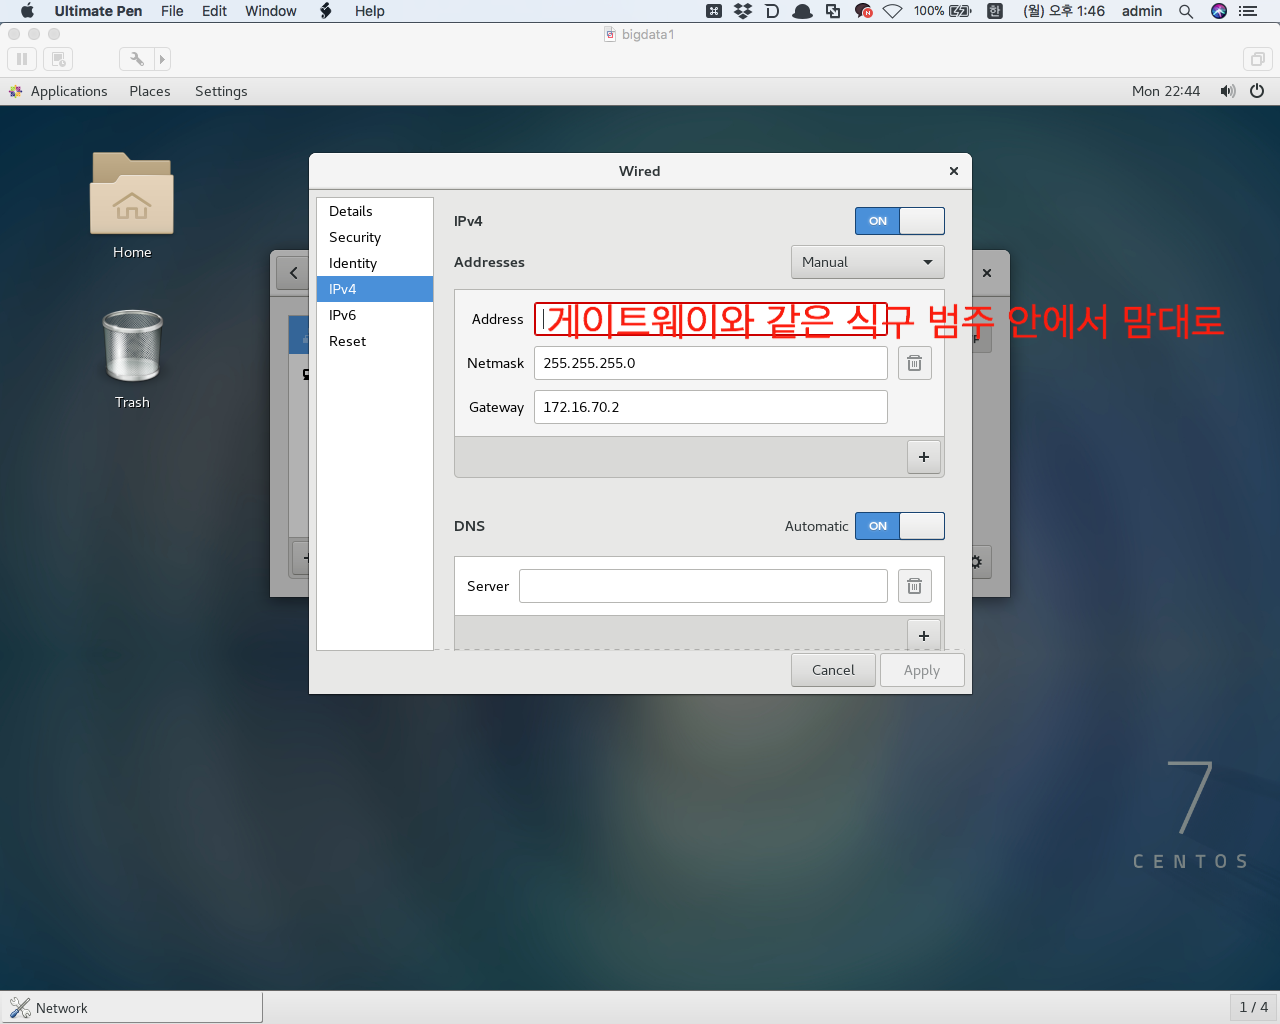 Ultimate Pen File Edit Window Help 100% 한 (월) 오후 1:46 admin
bigdata1
Applications Places Settings Mon 22:44
Home
Trash
Wired
Details
Security
Identity
IPv4
IPv6
Reset
IPv4 ON
Addresses Manual
Address 게이트웨이와 같은 식구 범주 안에서 맘대로
Netmask 255.255.255.0
Gateway 172.16.70.2
+
DNS Automatic ON
Server
+
Cancel Apply
7
CENTOS
Network 1 / 4